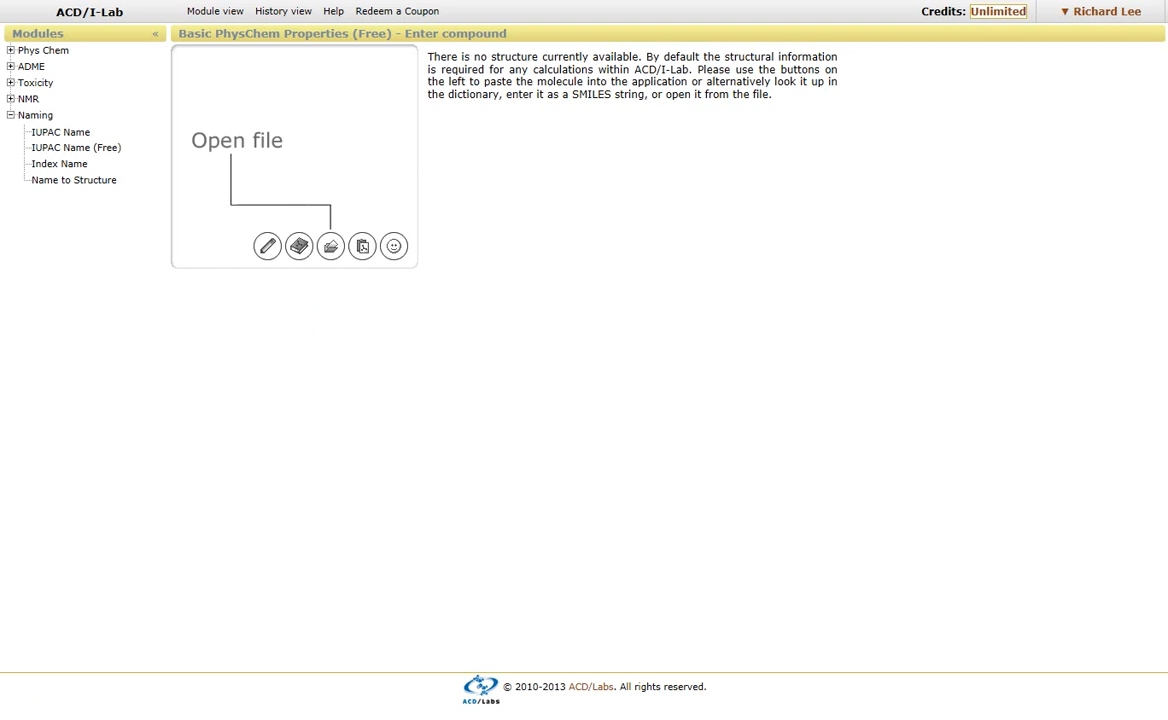 ACD/I-Lab
Module view History view Help Redeem a Coupon
Credits: Unlimited
▼ Richard Lee
Modules «
Phys Chem
ADME
Toxicity
NMR
Naming
IUPAC Name
IUPAC Name (Free)
Index Name
Name to Structure
Basic PhysChem Properties (Free) - Enter compound
Open file
There is no structure currently available. By default the structural information
is required for any calculations within ACD/I-Lab. Please use the buttons on
the left to paste the molecule into the application or alternatively look it up in
the dictionary, enter it as a SMILES string, or open it from the file.
ACD/Labs
© 2010-2013 ACD/Labs. All rights reserved.